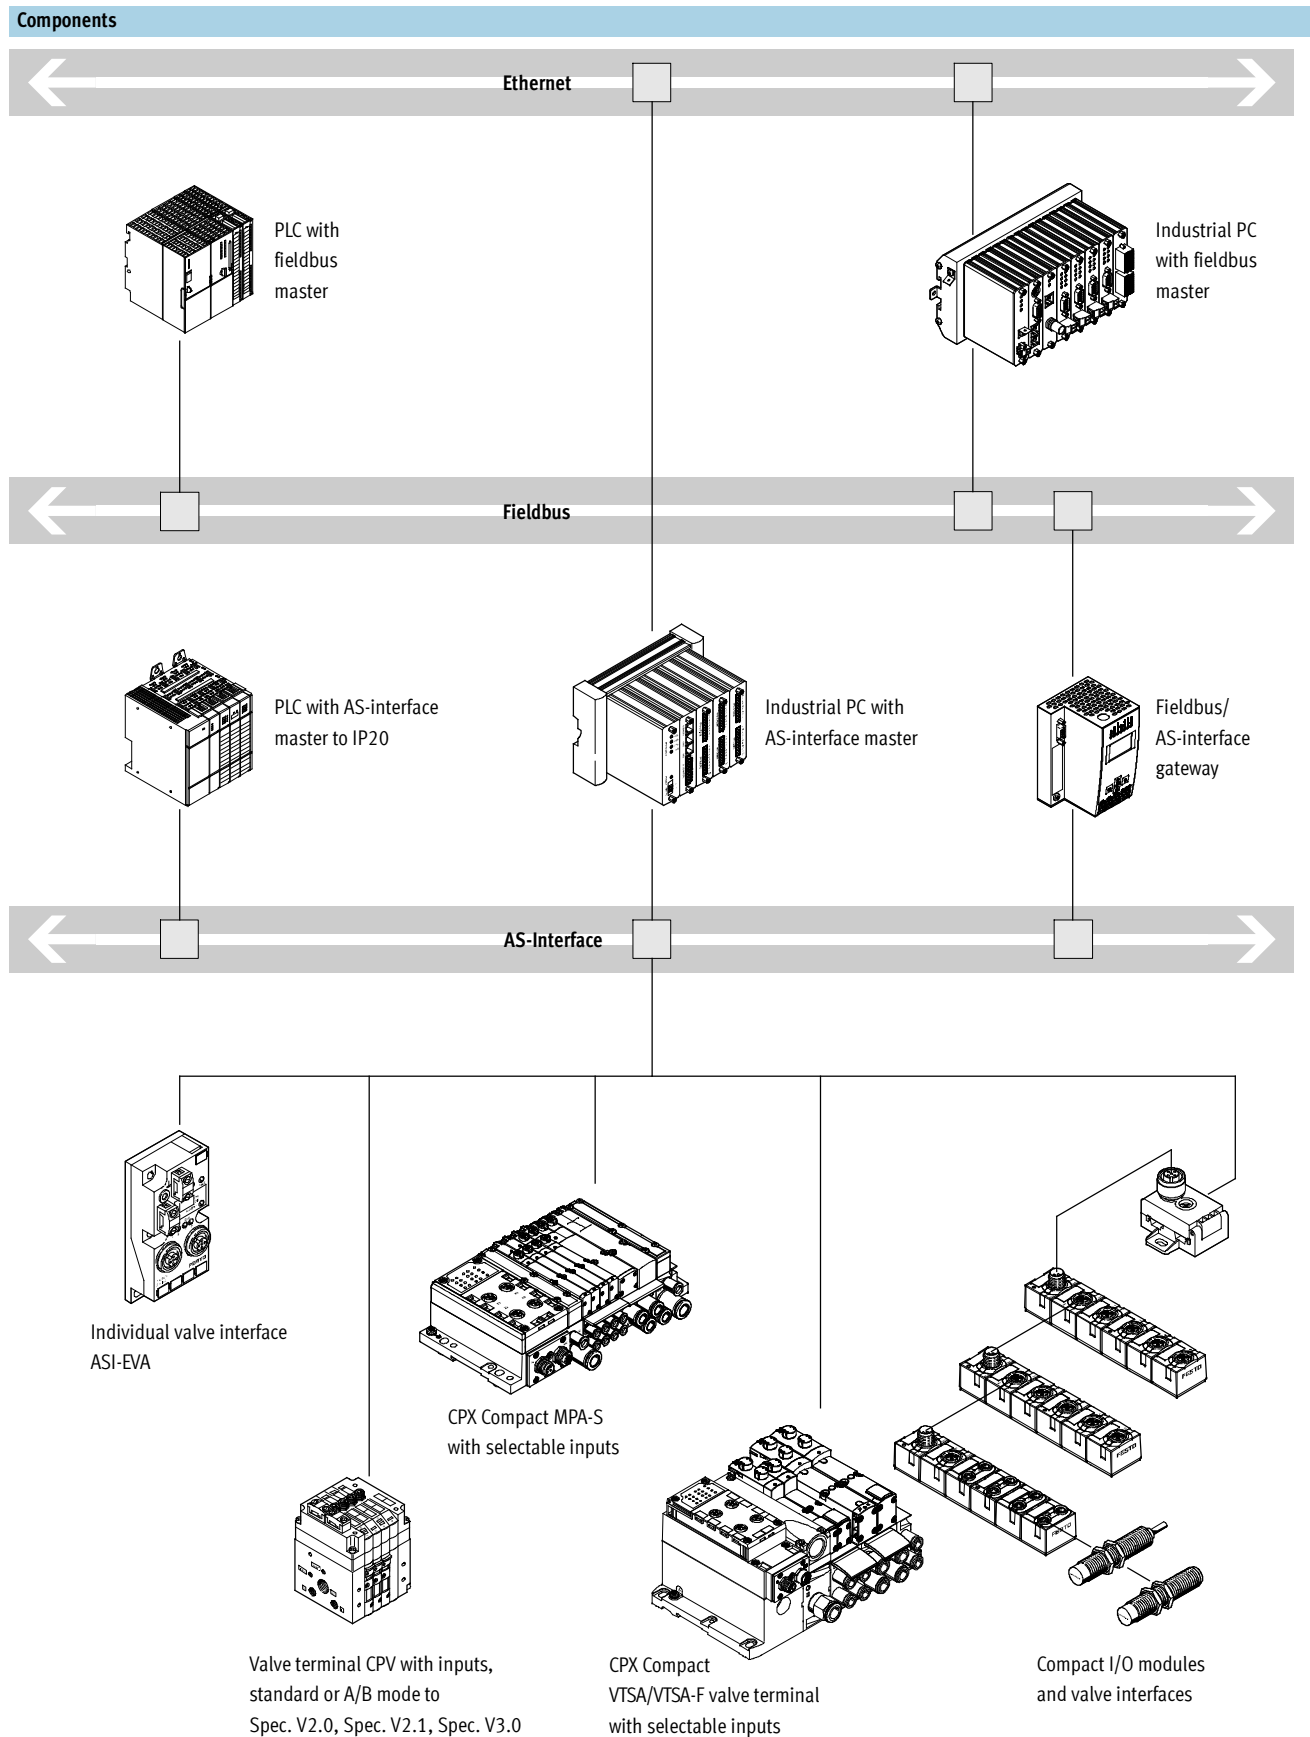 Components
Ethernet
PLC with
fieldbus
master
Industrial PC
with fieldbus
master
Fieldbus
PLC with AS-interface
master to IP20
Industrial PC with
AS-interface master
Fieldbus/
AS-interface
gateway
AS-Interface
Individual valve interface
ASI-EVA
CPX Compact MPA-S
with selectable inputs
FESTO
FESTO
FESTO
Valve terminal CPV with inputs,
standard or A/B mode to
Spec. V2.0, Spec. V2.1, Spec. V3.0
CPX Compact
VTSA/VTSA-F valve terminal
with selectable inputs
Compact I/O modules
and valve interfaces